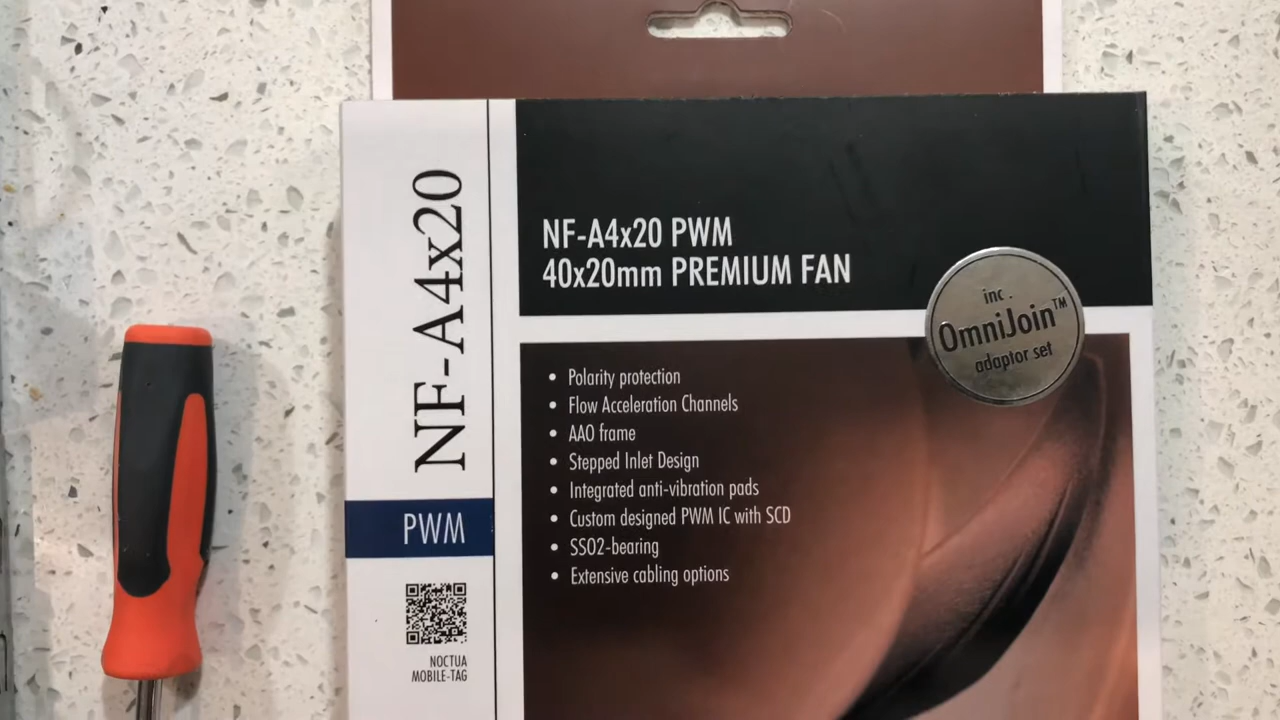 NF-A4x20
PWM
NOCTUA
MOBILE-TAG
NF-A4x20 PWM
40x20mm PREMIUM FAN
inc.
OmniJoin™
adaptor set
• Polarity protection
• Flow Acceleration Channels
• AAO frame
• Stepped Inlet Design
• Integrated anti-vibration pads
• Custom designed PWM IC with SCD
• SSO2-bearing
• Extensive cabling options